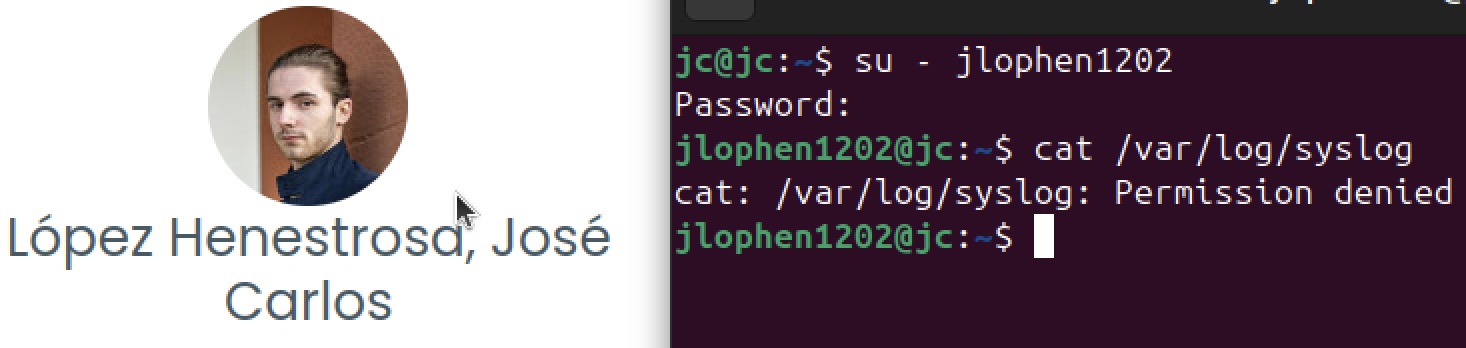 López Henestrosa, José
Carlos
jc@jc:~$ su - jlophen1202
Password:
jlophen1202@jc:~$ cat /var/log/syslog
cat: /var/log/syslog: Permission denied
jlophen1202@jc:~$